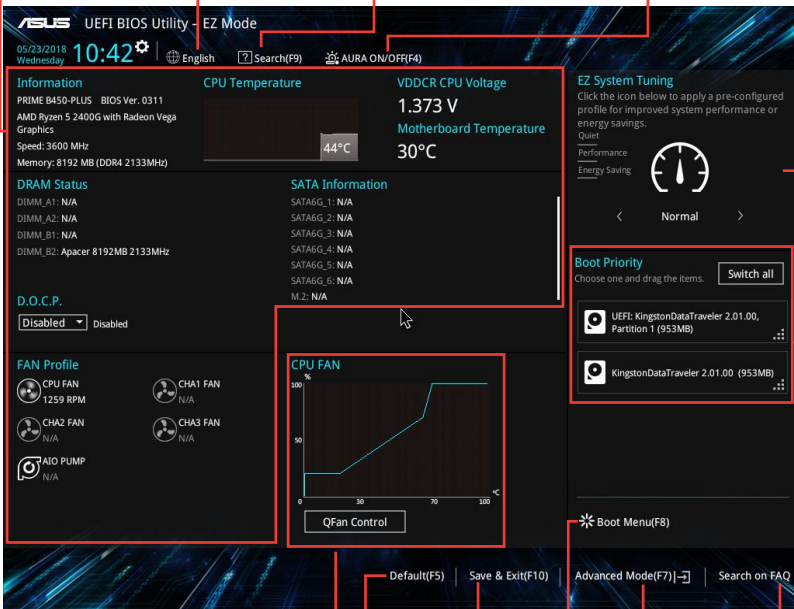 ASUS UEFI BIOS Utility - EZ Mode
05/23/2018
Wednesday
10:42
English
Search(F9)
AURA ON/OFF(F4)
Information
PRIME B450-PLUS BIOS Ver. 0311
AMD Ryzen 5 2400G with Radeon Vega
Graphics
Speed: 3600 MHz
Memory: 8192 MB (DDR4 2133MHz)
CPU Temperature
44°C
VDDCR CPU Voltage
1.373 V
Motherboard Temperature
30°C
EZ System Tuning
Click the icon below to apply a pre-configured
profile for improved system performance or
energy savings.
Quiet
Performance
Energy Saving
< Normal >
DRAM Status
DIMM_A1: N/A
DIMM_A2: N/A
DIMM_B1: N/A
DIMM_B2: Apacer 8192MB 2133MHz
SATA Information
SATA6G_1: N/A
SATA6G_2: N/A
SATA6G_3: N/A
SATA6G_4: N/A
SATA6G_5: N/A
SATA6G_6: N/A
M.2: N/A
D.O.C.P.
Disabled Disabled
Boot Priority
Choose one and drag the items.
Switch all
UEFI: KingstonDataTraveler 2.01.00,
Partition 1 (953MB)
KingstonDataTraveler 2.01.00 (953MB)
FAN Profile
CPU FAN
1259 RPM
CHA1 FAN
N/A
CHA2 FAN
N/A
CHA3 FAN
N/A
AIO PUMP
N/A
CPU FAN
%
100
50
°C
0 30 70 100
QFan Control
Boot Menu(F8)
Default(F5)
Save & Exit(F10)
Advanced Mode(F7)
Search on FAQ